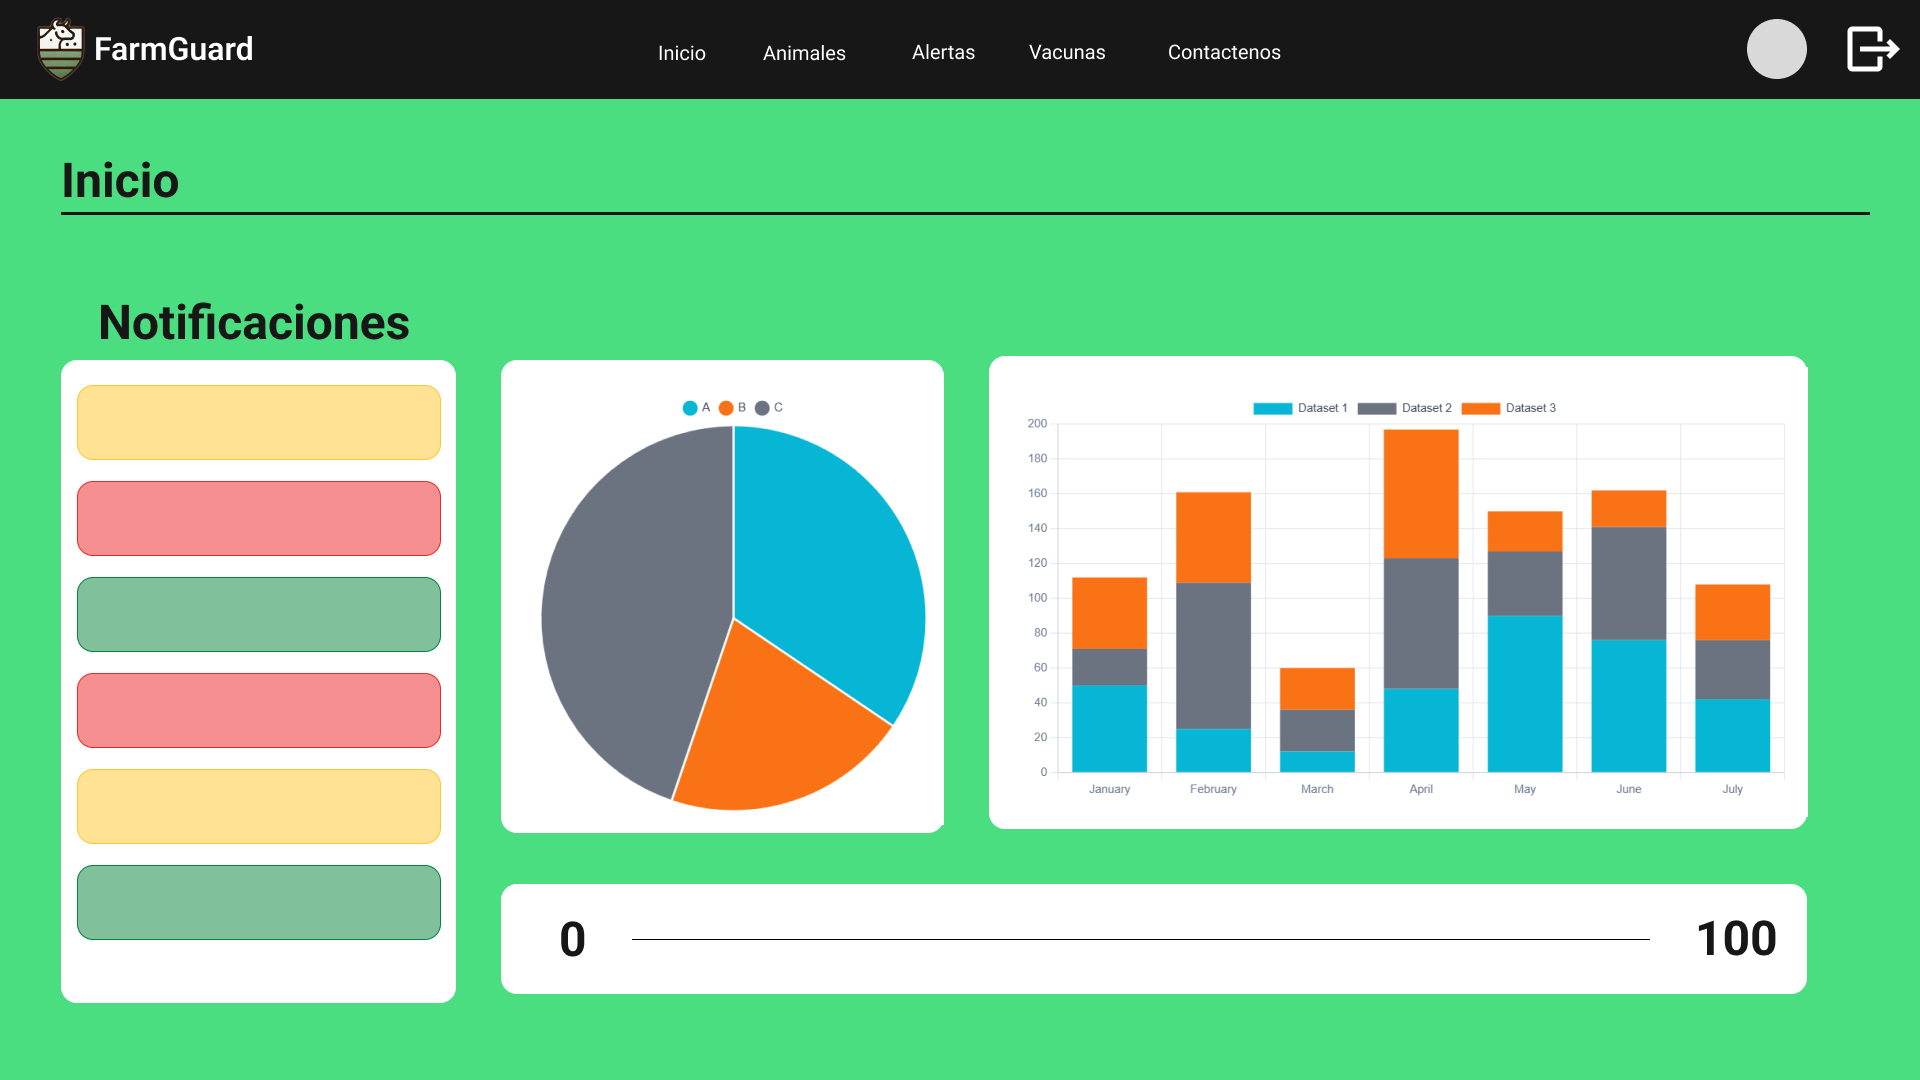 FarmGuard
Inicio Animales Alertas Vacunas Contactenos
Inicio
Notificaciones
A B C
Dataset 1 Dataset 2 Dataset 3
200
180
160
140
120
100
80
60
40
20
0
January February March April May June July
0 100